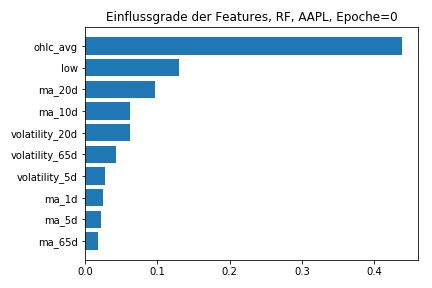 Einflussgrade der Features, RF, AAPL, Epoche=0
ohlc_avg
low
ma_20d
ma_10d
volatility_20d
volatility_65d
volatility_5d
ma_1d
ma_5d
ma_65d
0.0 0.1 0.2 0.3 0.4